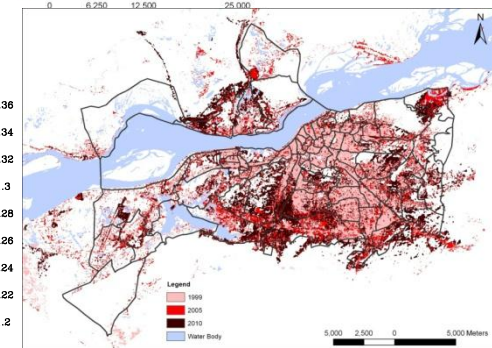 0 6.250 12.500 25.000
N
.36
.34
.32
.3
.28
.26
.24
.22
.2
Legend
1999
2005
2010
Water Body
5,000 2,500 0 5,000 Meters